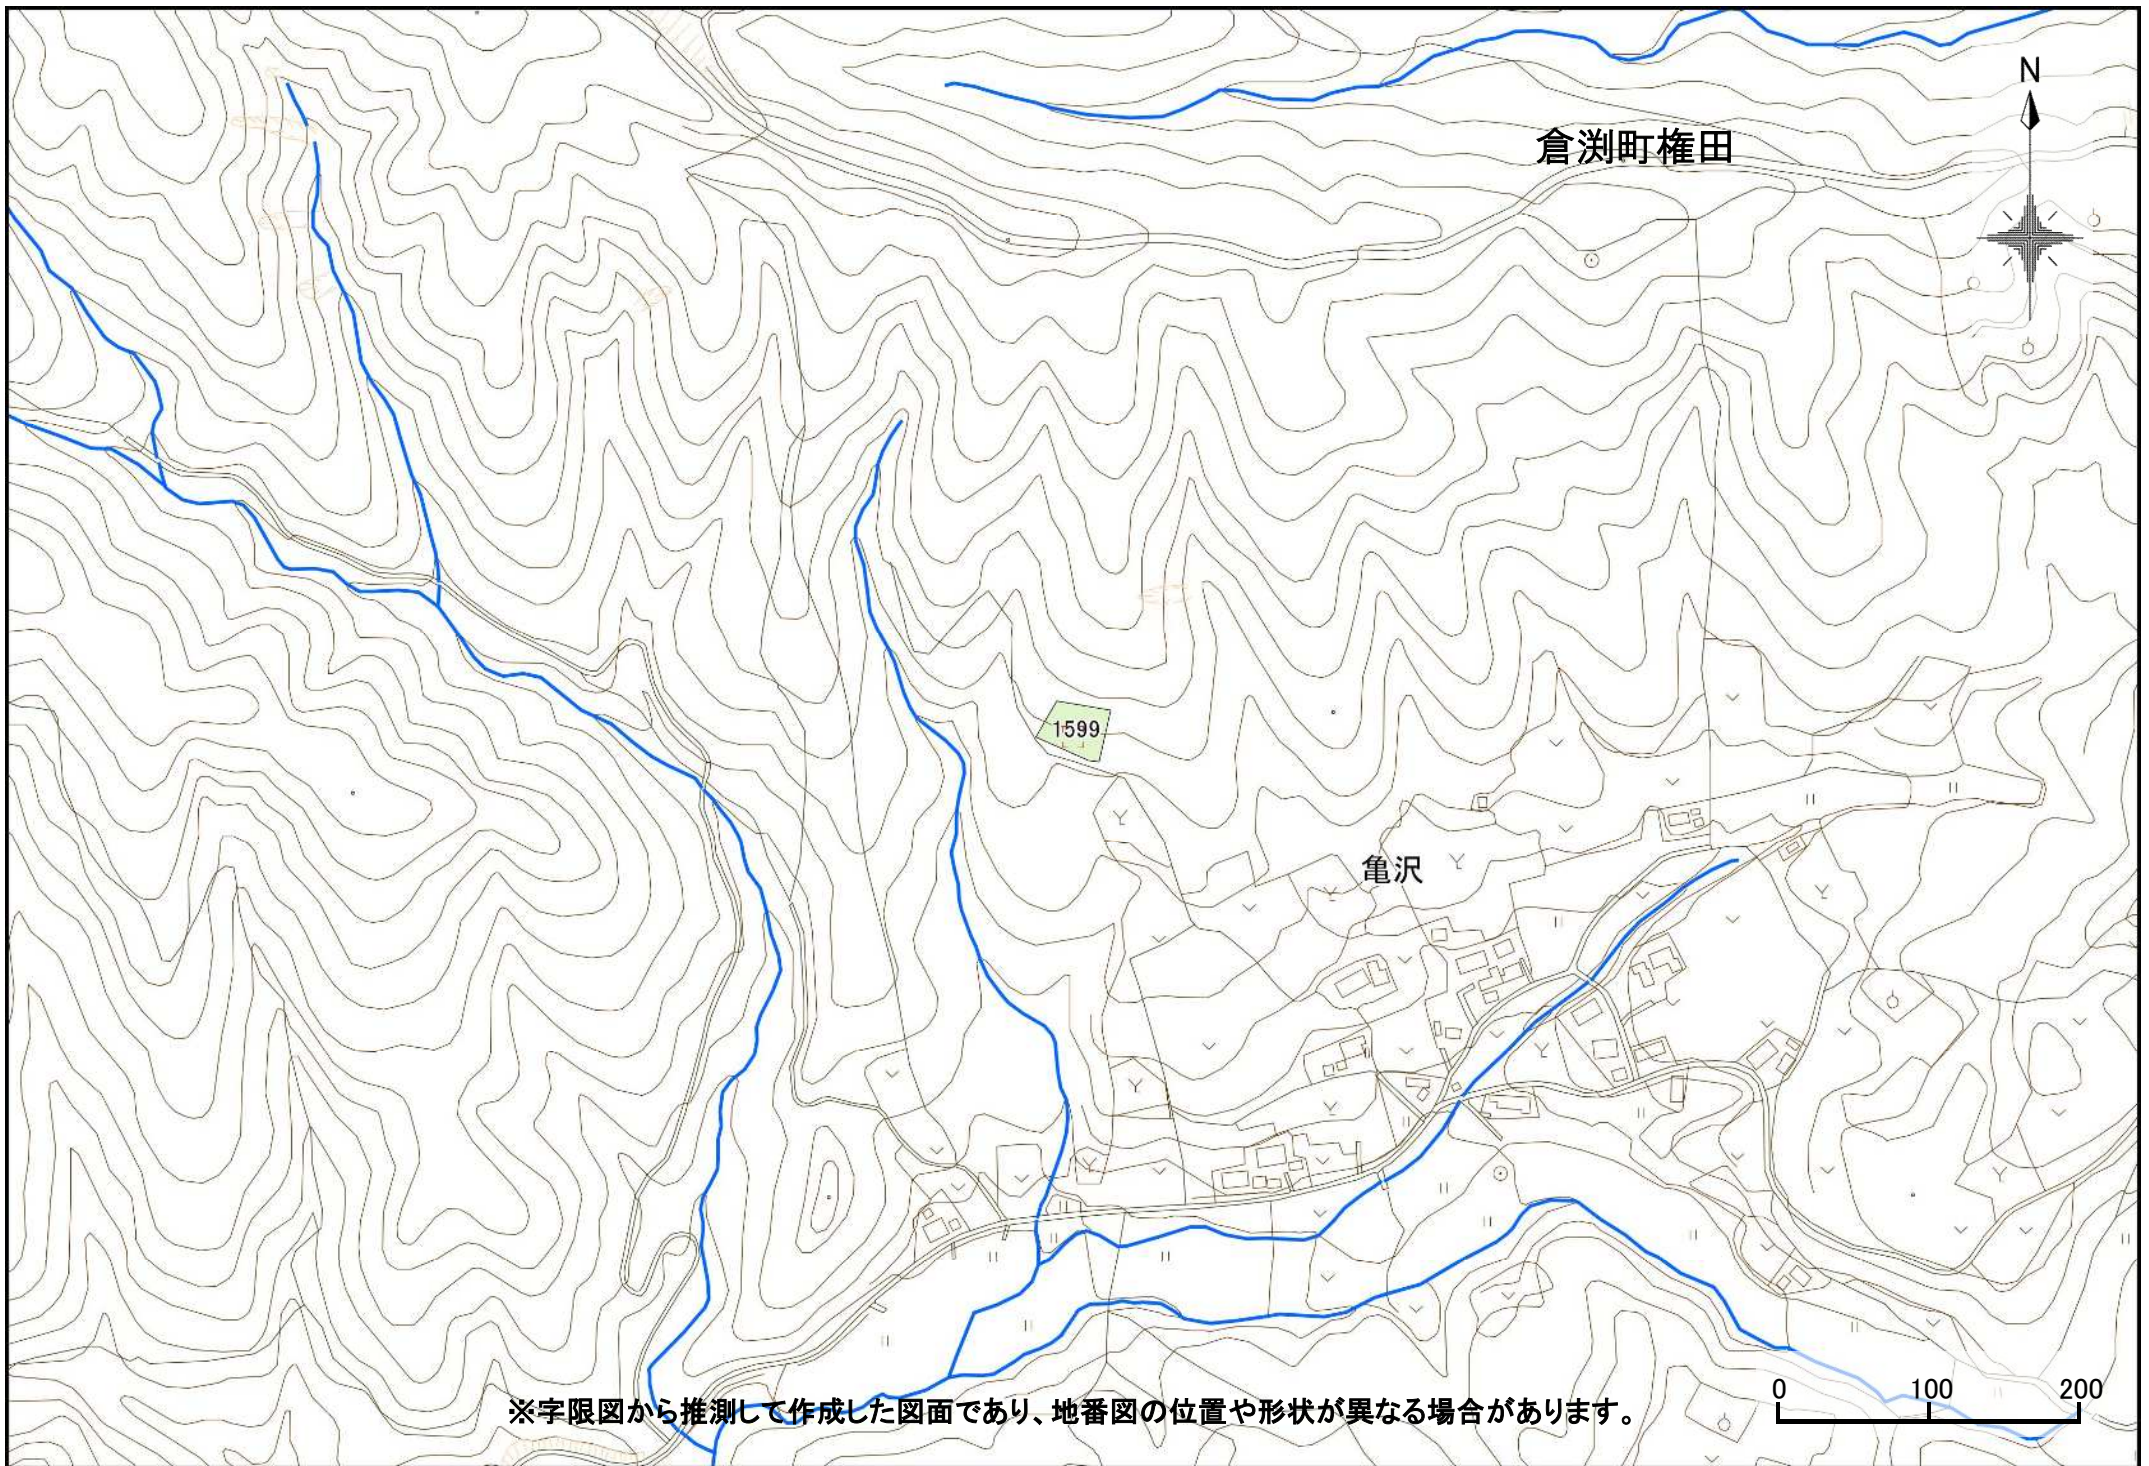 N
倉渕町権田
1599
亀沢
0 100 200
※字限図から推測して作成した図面であり、地番図の位置や形状が異なる場合があります。